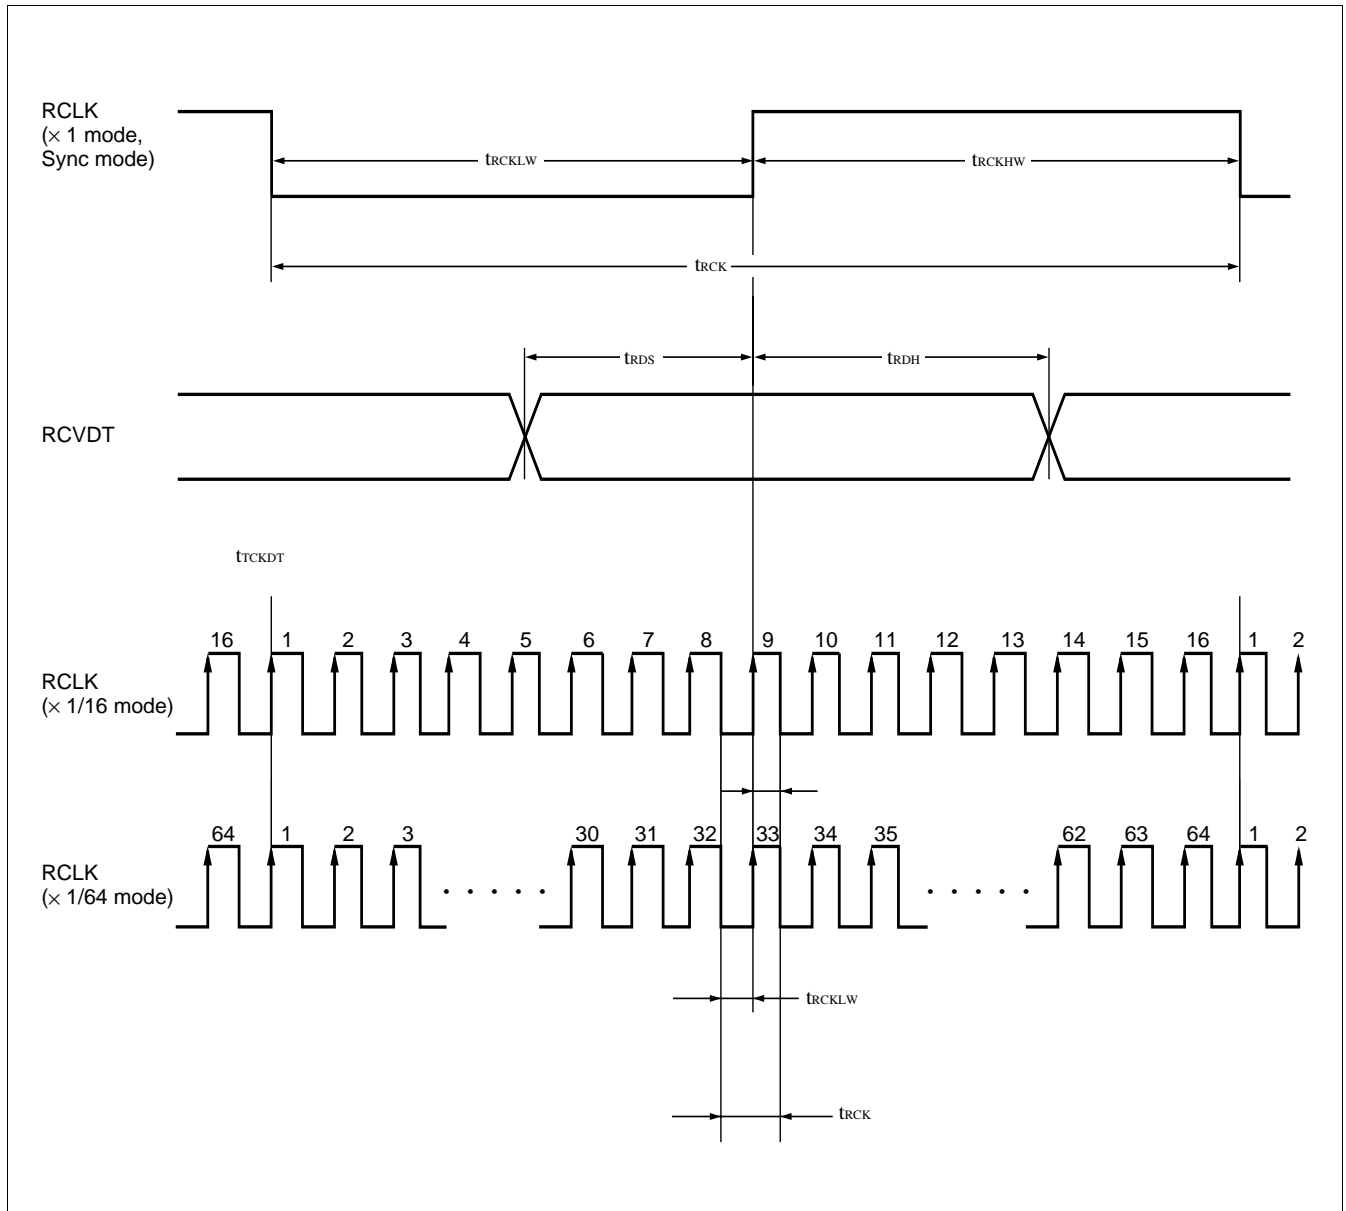 RCLK
(× 1 mode,
Sync mode)
tRCKLW
tRCKHW
tRCK
tRDS
tRDH
RCVDT
tTCKDT
16 1 2 3 4 5 6 7 8 9 10 11 12 13 14 15 16 1 2
RCLK
(× 1/16 mode)
64 1 2 3 30 31 32 33 34 35 62 63 64 1 2
RCLK
(× 1/64 mode)
tRCKLW
tRCK